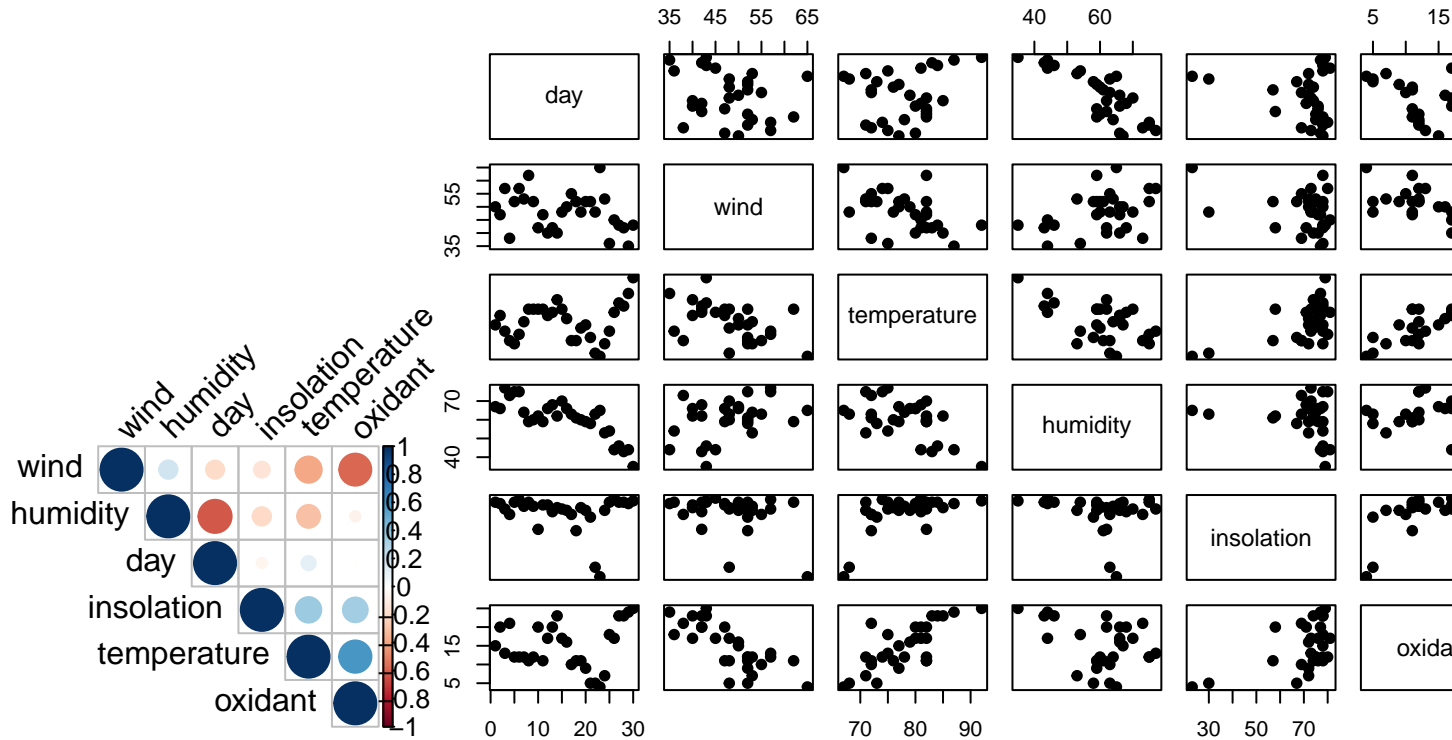 35 45 55 65
40 60
5 15
day
wind
temperature
humidity
insolation
oxida
35 55
40 70
5 15
0 10 20 30
70 80 90
30 50 70
wind
humidity
day
insolation
temperature
oxidant
wind
humidity
day
insolation
temperature
oxidant
1
0.8
0.6
0.4
0.2
0
−0.2
−0.4
−0.6
−0.8
−1